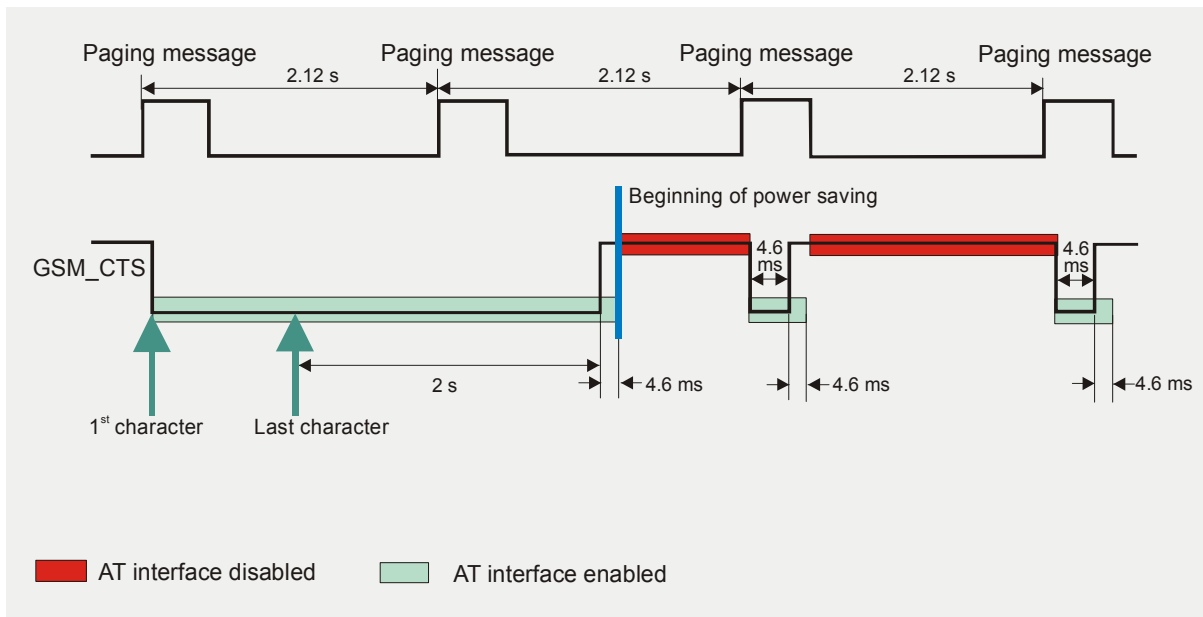 Paging message
Paging message
Paging message
Paging message
2.12 s
2.12 s
2.12 s
Beginning of power saving
GSM_CTS
4.6
ms
4.6
ms
2 s
4.6 ms
4.6 ms
4.6 ms
1st character
Last character
AT interface disabled
AT interface enabled